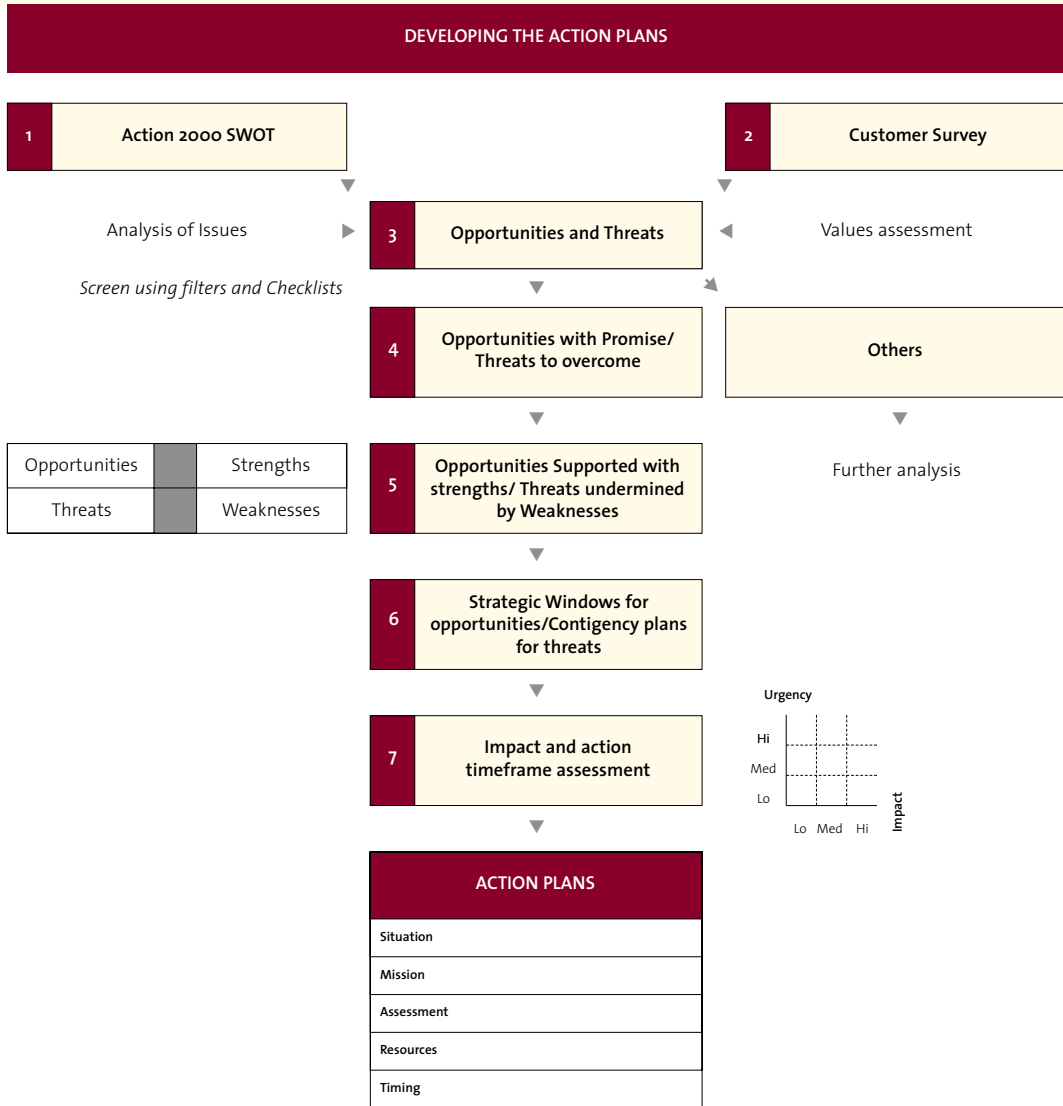 DEVELOPING THE ACTION PLANS
1 Action 2000 SWOT
2 Customer Survey
Analysis of Issues
3 Opportunities and Threats
Values assessment
Screen using filters and Checklists
4 Opportunities with Promise/
Threats to overcome
Others
Opportunities Strengths
Threats Weaknesses
5 Opportunities Supported with
strengths/ Threats undermined
by Weaknesses
Further analysis
6 Strategic Windows for
opportunities/Contigency plans
for threats
7 Impact and action
timeframe assessment
Urgency
Hi
Med
Lo
Lo Med Hi
Impact
ACTION PLANS
Situation
Mission
Assessment
Resources
Timing